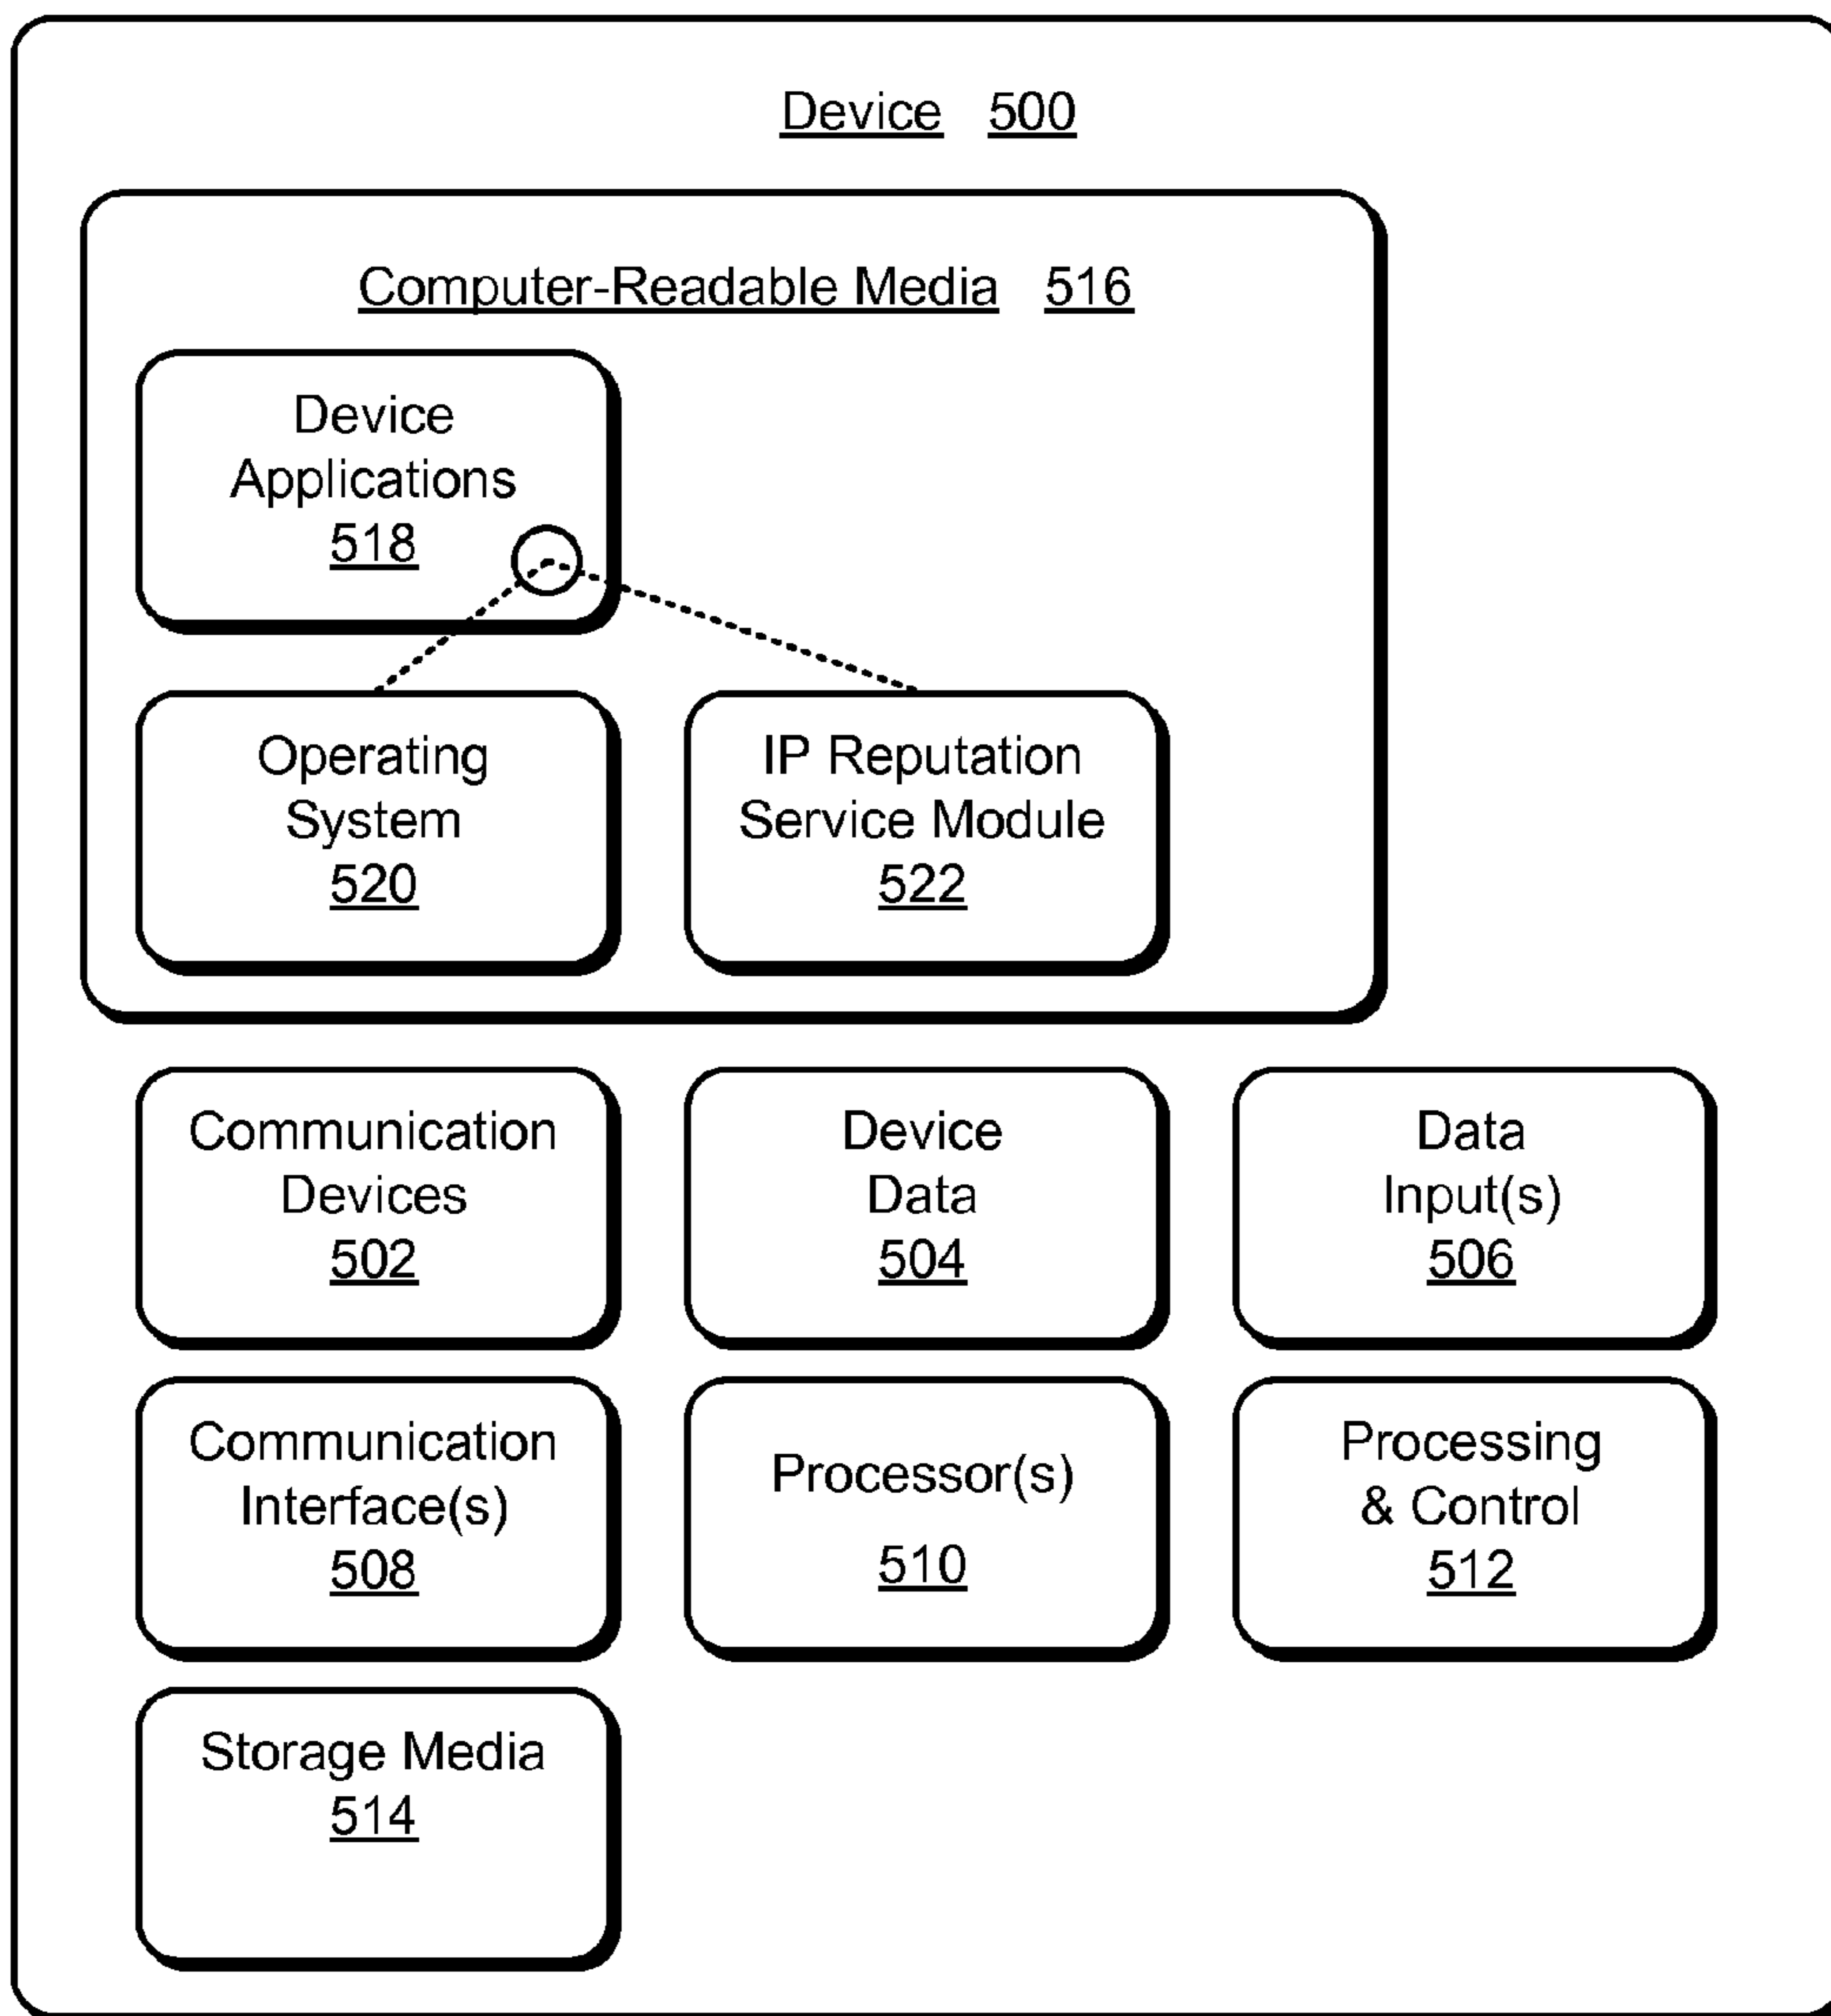 Device 500
Computer-Readable Media 516
Device
Applications
518
Operating
System
520
IP Reputation
Service Module
522
Communication
Devices
502
Device
Data
504
Data
Input(s)
506
Communication
Interface(s)
508
Processor(s)
510
Processing
& Control
512
Storage Media
514